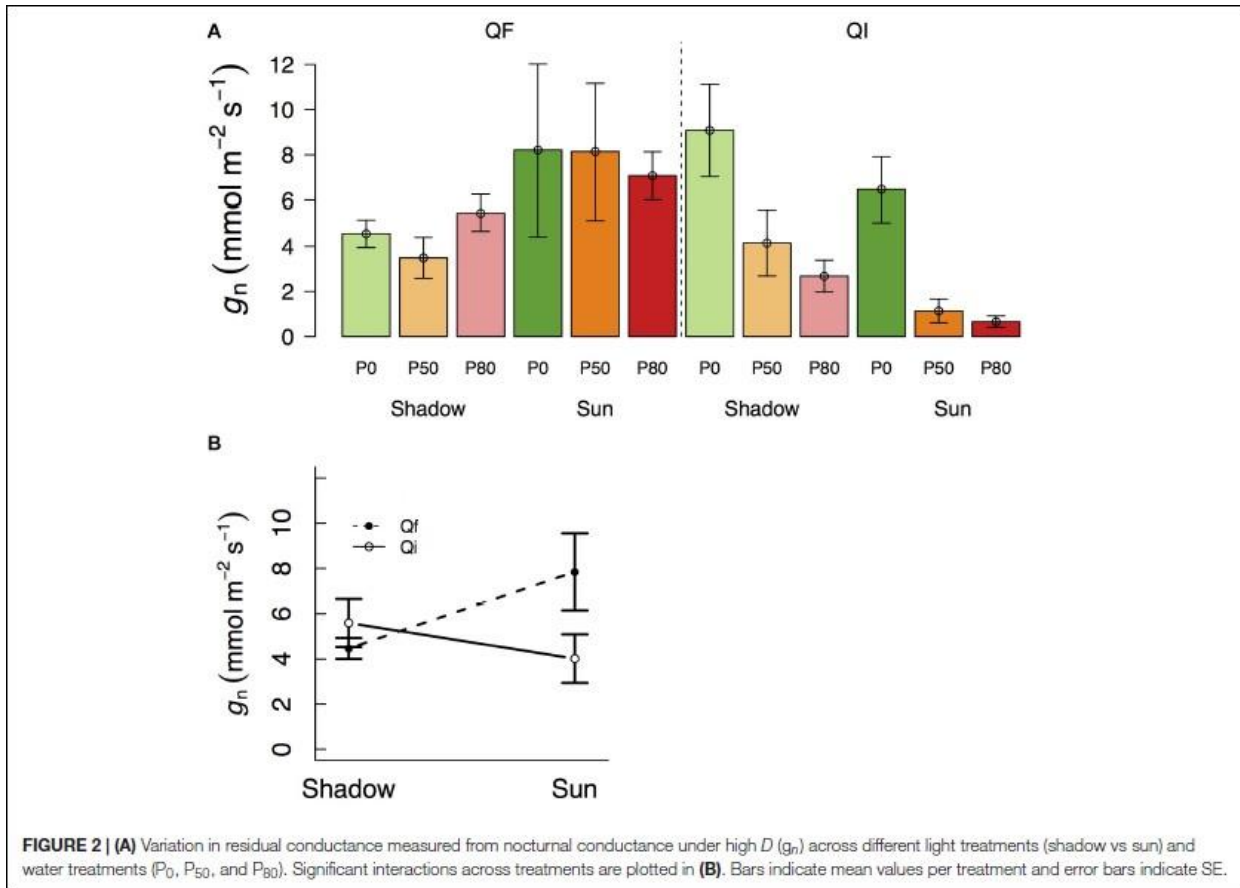 A
QF
QI
gn (mmol m−2 s−1)
12
10
8
6
4
2
0
P0 P50 P80 P0 P50 P80 P0 P50 P80 P0 P50 P80
Shadow Sun Shadow Sun
B
gn (mmol m−2 s−1)
10
8
6
4
2
0
Qf
Qi
Shadow Sun
FIGURE 2 | (A) Variation in residual conductance measured from nocturnal conductance under high D (gn) across different light treatments (shadow vs sun) and
water treatments (P0, P50, and P80). Significant interactions across treatments are plotted in (B). Bars indicate mean values per treatment and error bars indicate SE.